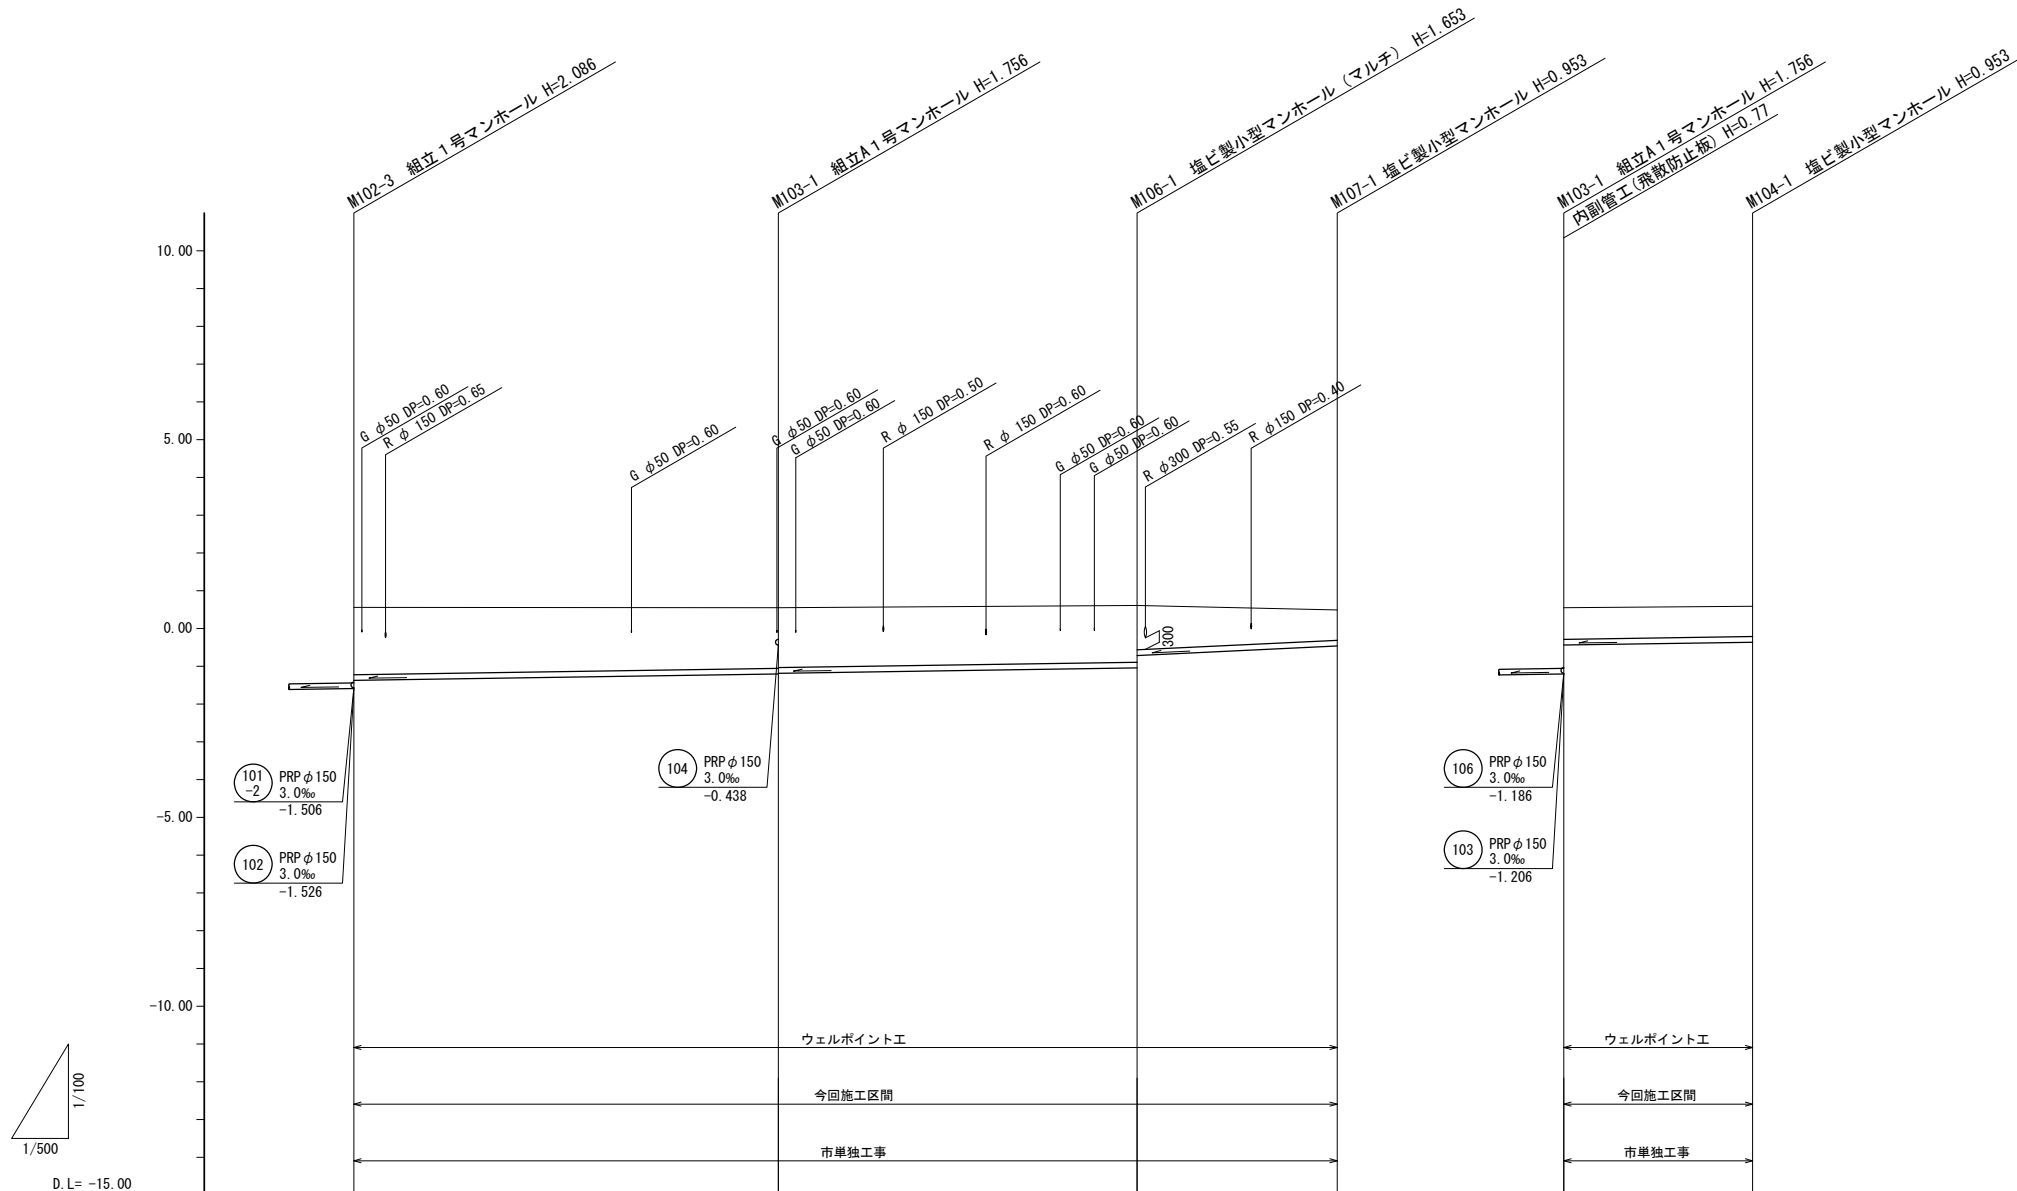 M102-3 組立1号マンホール H=2.086
M103-1 組立A1号マンホール H=1.756
M106-1 塩ビ製小型マンホール(マルチ) H=1.653
M107-1 塩ビ製小型マンホール H=0.953
M103-1 組立A1号マンホール H=1.756
内副管工(飛散防止板) H=0.77
M104-1 塩ビ製小型マンホール H=0.953
10.00
5.00
0.00
-5.00
-10.00
G φ50 DP=0.60
R φ 150 DP=0.65
G φ50 DP=0.60
G φ50 DP=0.60
G φ50 DP=0.60
R φ 150 DP=0.50
R φ 150 DP=0.60
G φ50 DP=0.60
G φ50 DP=0.60
R φ300 DP=0.55
R φ150 DP=0.40
300
101
-2
PRPφ150
3.0‰
-1.506
102
PRPφ150
3.0‰
-1.526
104
PRPφ150
3.0‰
-0.438
106
PRPφ150
3.0‰
-1.186
103
PRPφ150
3.0‰
-1.206
ウェルポイント工
ウェルポイント工
今回施工区間
今回施工区間
市単独工事
市単独工事
1/100
1/500
D.L= -15.00